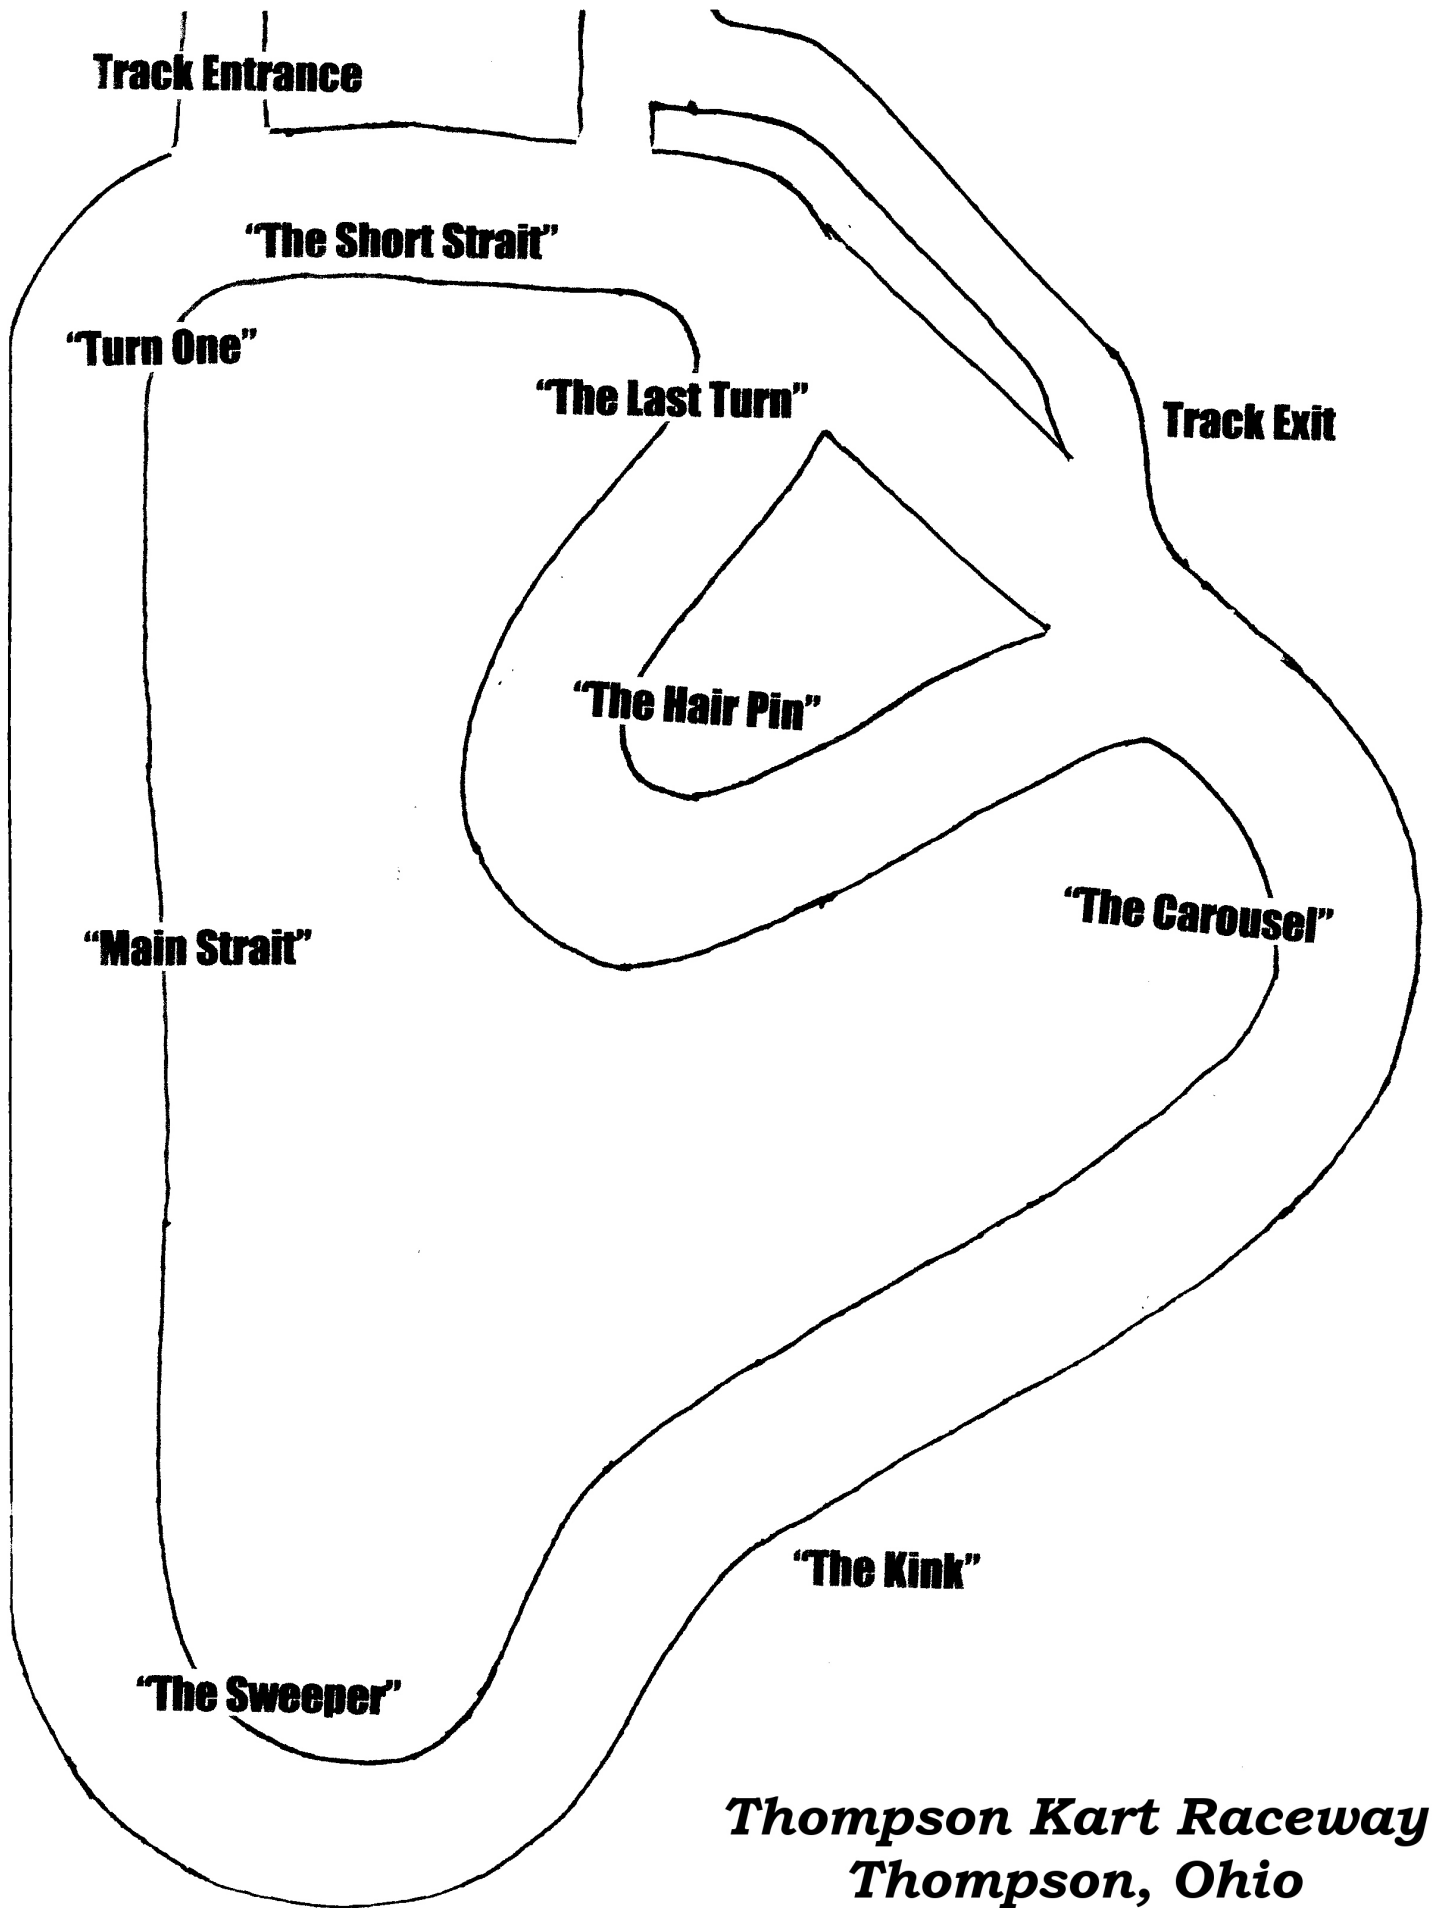 Track Entrance
“The Short Strait”
“Turn One”
“The Last Turn”
Track Exit
“The Hair Pin”
“The Carousel”
“Main Strait”
“The Kink”
“The Sweeper”
Thompson Kart Raceway
Thompson, Ohio